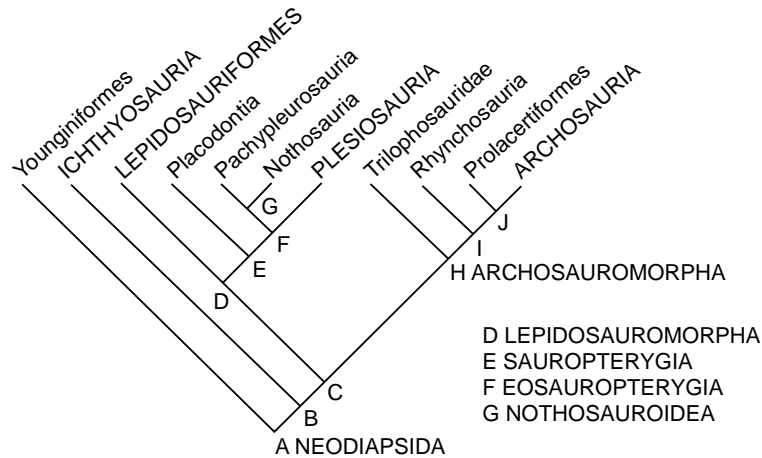 Younginiformes
ICHTHYOSAURIA
LEPIDOSAURIFORMES
Placodontia
Pachypleurosauria
Nothosauria
PLESIOSAURIA
Trilophosauridae
Rhynchosauria
Prolacertiformes
ARCHOSAURIA
G
F
E
D
J
I
H ARCHOSAUROMORPHA
C
B
A NEODIAPSIDA
D LEPIDOSAUROMORPHA
E SAUROPTERYGIA
F EOSAUROPTERYGIA
G NOTHOSAUROIDEA